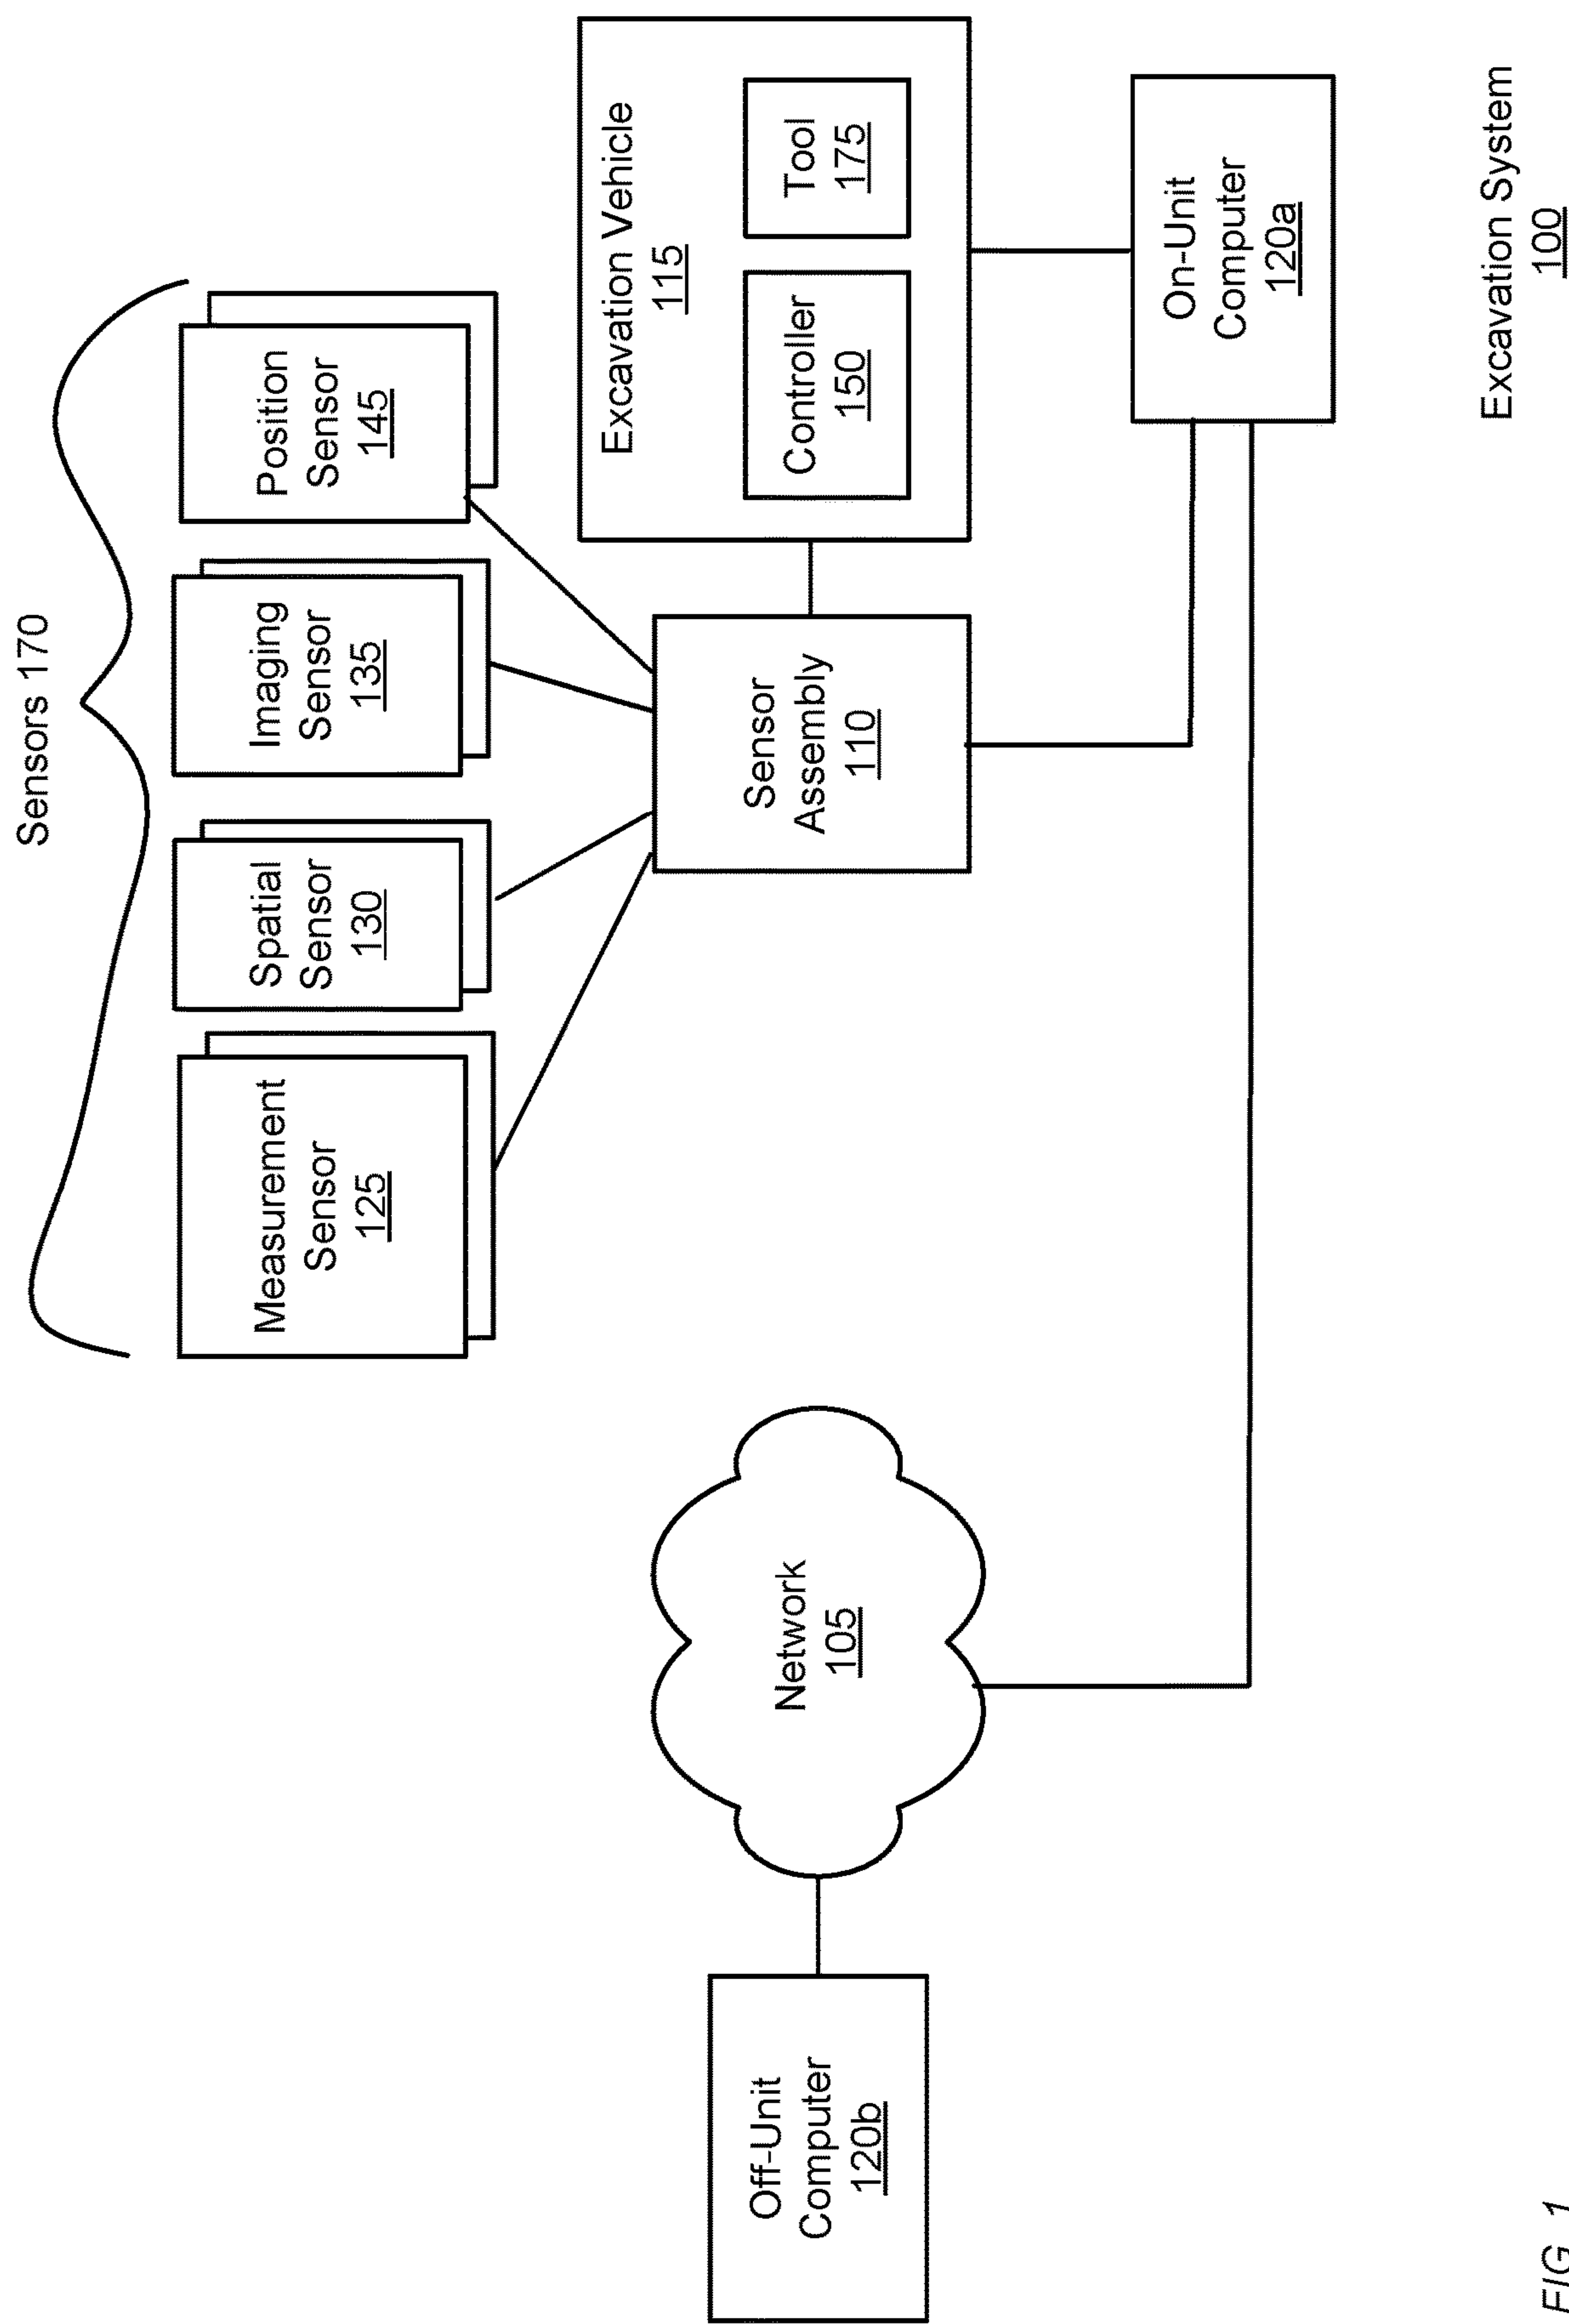 Sensors 170
Measurement
Sensor
125
Spatial
Sensor
130
Imaging
Sensor
135
Position
Sensor
145
Off-Unit
Computer
120b
Network
105
Sensor
Assembly
110
Excavation Vehicle
115
Controller
150
Tool
175
On-Unit
Computer
120a
Excavation System
100
FIG. 1